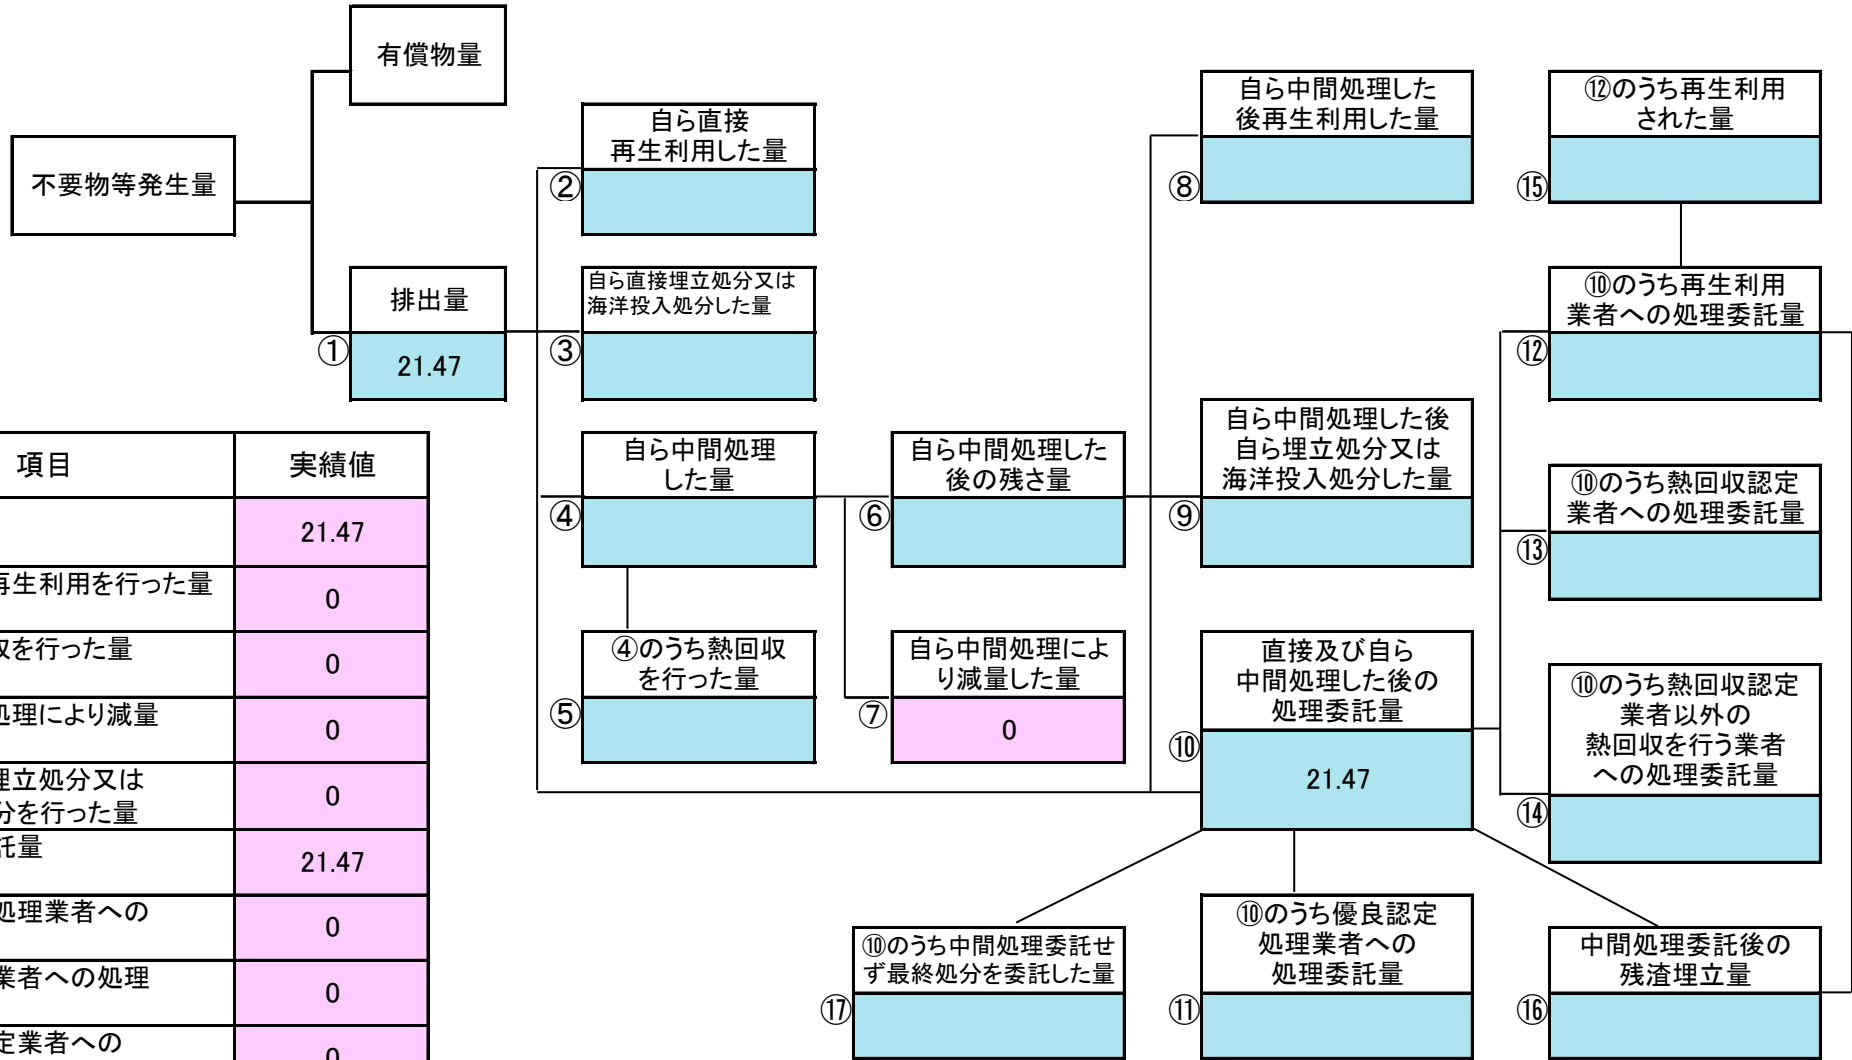 有償物量
不要物等発生量
排出量
①
21.47
自ら直接
再生利用した量
②
自ら直接埋立処分又は
海洋投入処分した量
③
自ら中間処理
した量
④
④のうち熱回収
を行った量
⑤
自ら中間処理した
後の残さ量
⑥
自ら中間処理によ
り減量した量
⑦
0
自ら中間処理した
後再生利用した量
⑧
自ら中間処理した後
自ら埋立処分又は
海洋投入処分した量
⑨
直接及び自ら
中間処理した後の
処理委託量
⑩
21.47
⑫のうち再生利用
された量
⑮
⑩のうち再生利用
業者への処理委託量
⑫
⑩のうち熱回収認定
業者への処理委託量
⑬
⑩のうち熱回収認定
業者以外の
熱回収を行う業者
への処理委託量
⑭
⑩のうち中間処理委託せ
ず最終処分を委託した量
⑰
⑩のうち優良認定
処理業者への
処理委託量
⑪
中間処理委託後の
残渣埋立量
⑯
項目 実績値
21.47
再生利用を行った量 0
を行った量 0
処理により減量 0
埋立処分又は
分を行った量 0
託量 21.47
処理業者への 0
業者への処理 0
定業者への 0